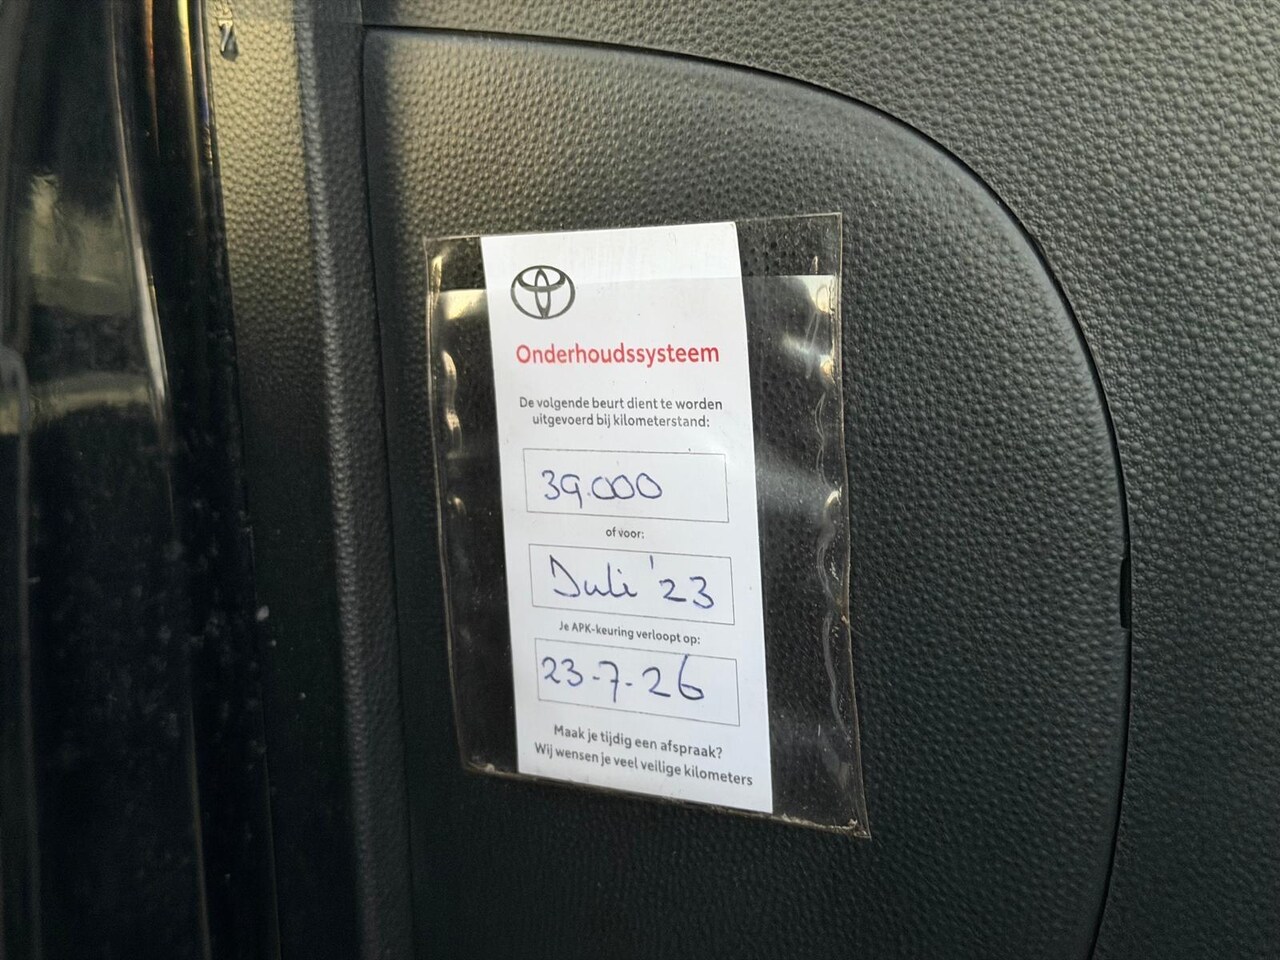 Onderhoudssysteem
De volgende beurt dient te worden
uitgevoerd bij kilometerstand:
39.000
of voor:
Juli '23
Je APK-keuring verloopt op:
23-7-26
Maak je tijdig een afspraak?
Wij wensen je veel veilige kilometers